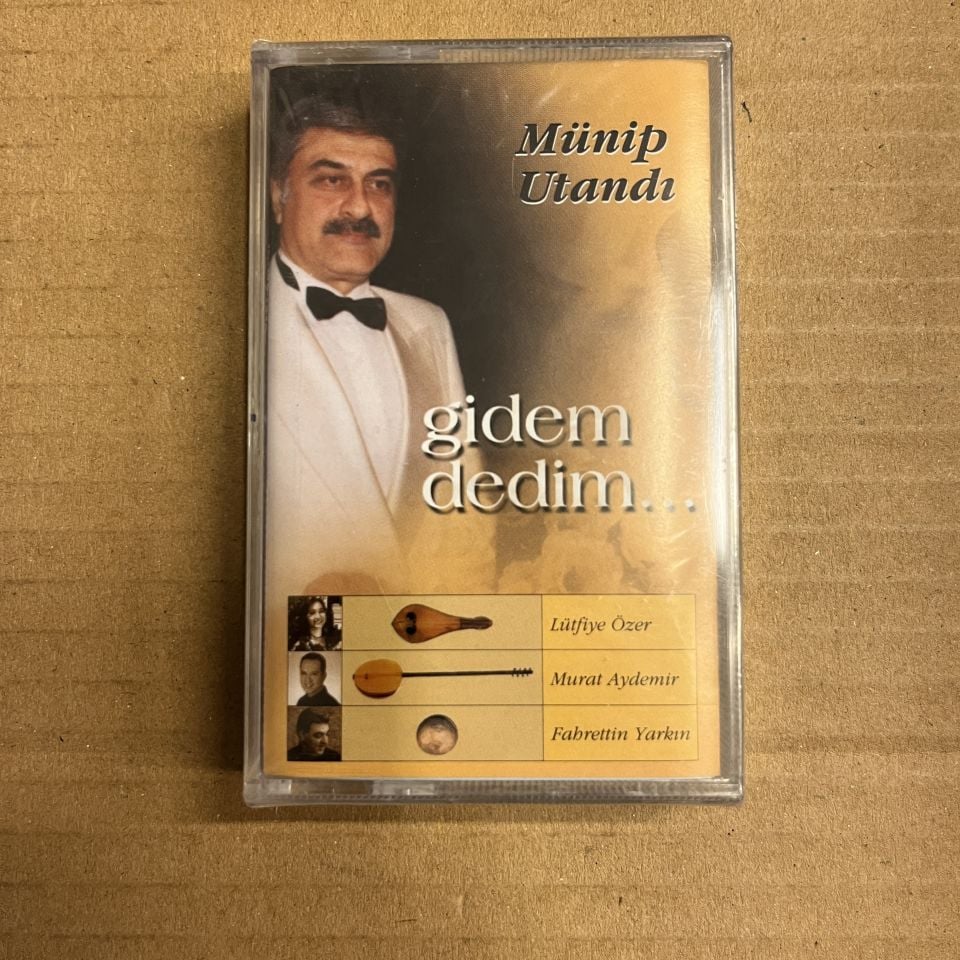 Münip
Utandı
gidem
dedim...
Lütfiye Özer
Murat Aydemir
Fahrettin Yarkın